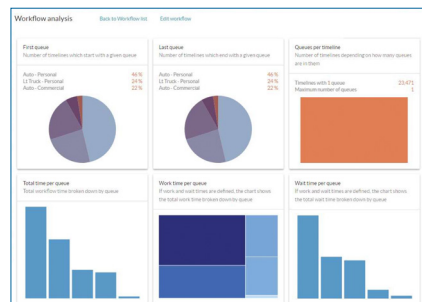 Workflow analysis Back to Workflow list Edit workflow
First queue
Number of timelines which start with a given queue
Auto - Personal 46 %
Lt Truck - Personal 24 %
Auto - Commercial 22 %
Last queue
Number of timelines which end with a given queue
Auto - Personal 46 %
Lt Truck - Personal 24 %
Auto - Commercial 22 %
Queues per timeline
Number of timelines depending on how many queues
are in them
Timelines with 1 queue 23,471
Maximum number of queues 1
Total time per queue
Total workflow time broken down by queue
Work time per queue
If work and wait times are defined, the chart shows
the total work time broken down by queue
Wait time per queue
If work and wait times are defined, the chart shows
the total wait time broken down by queue